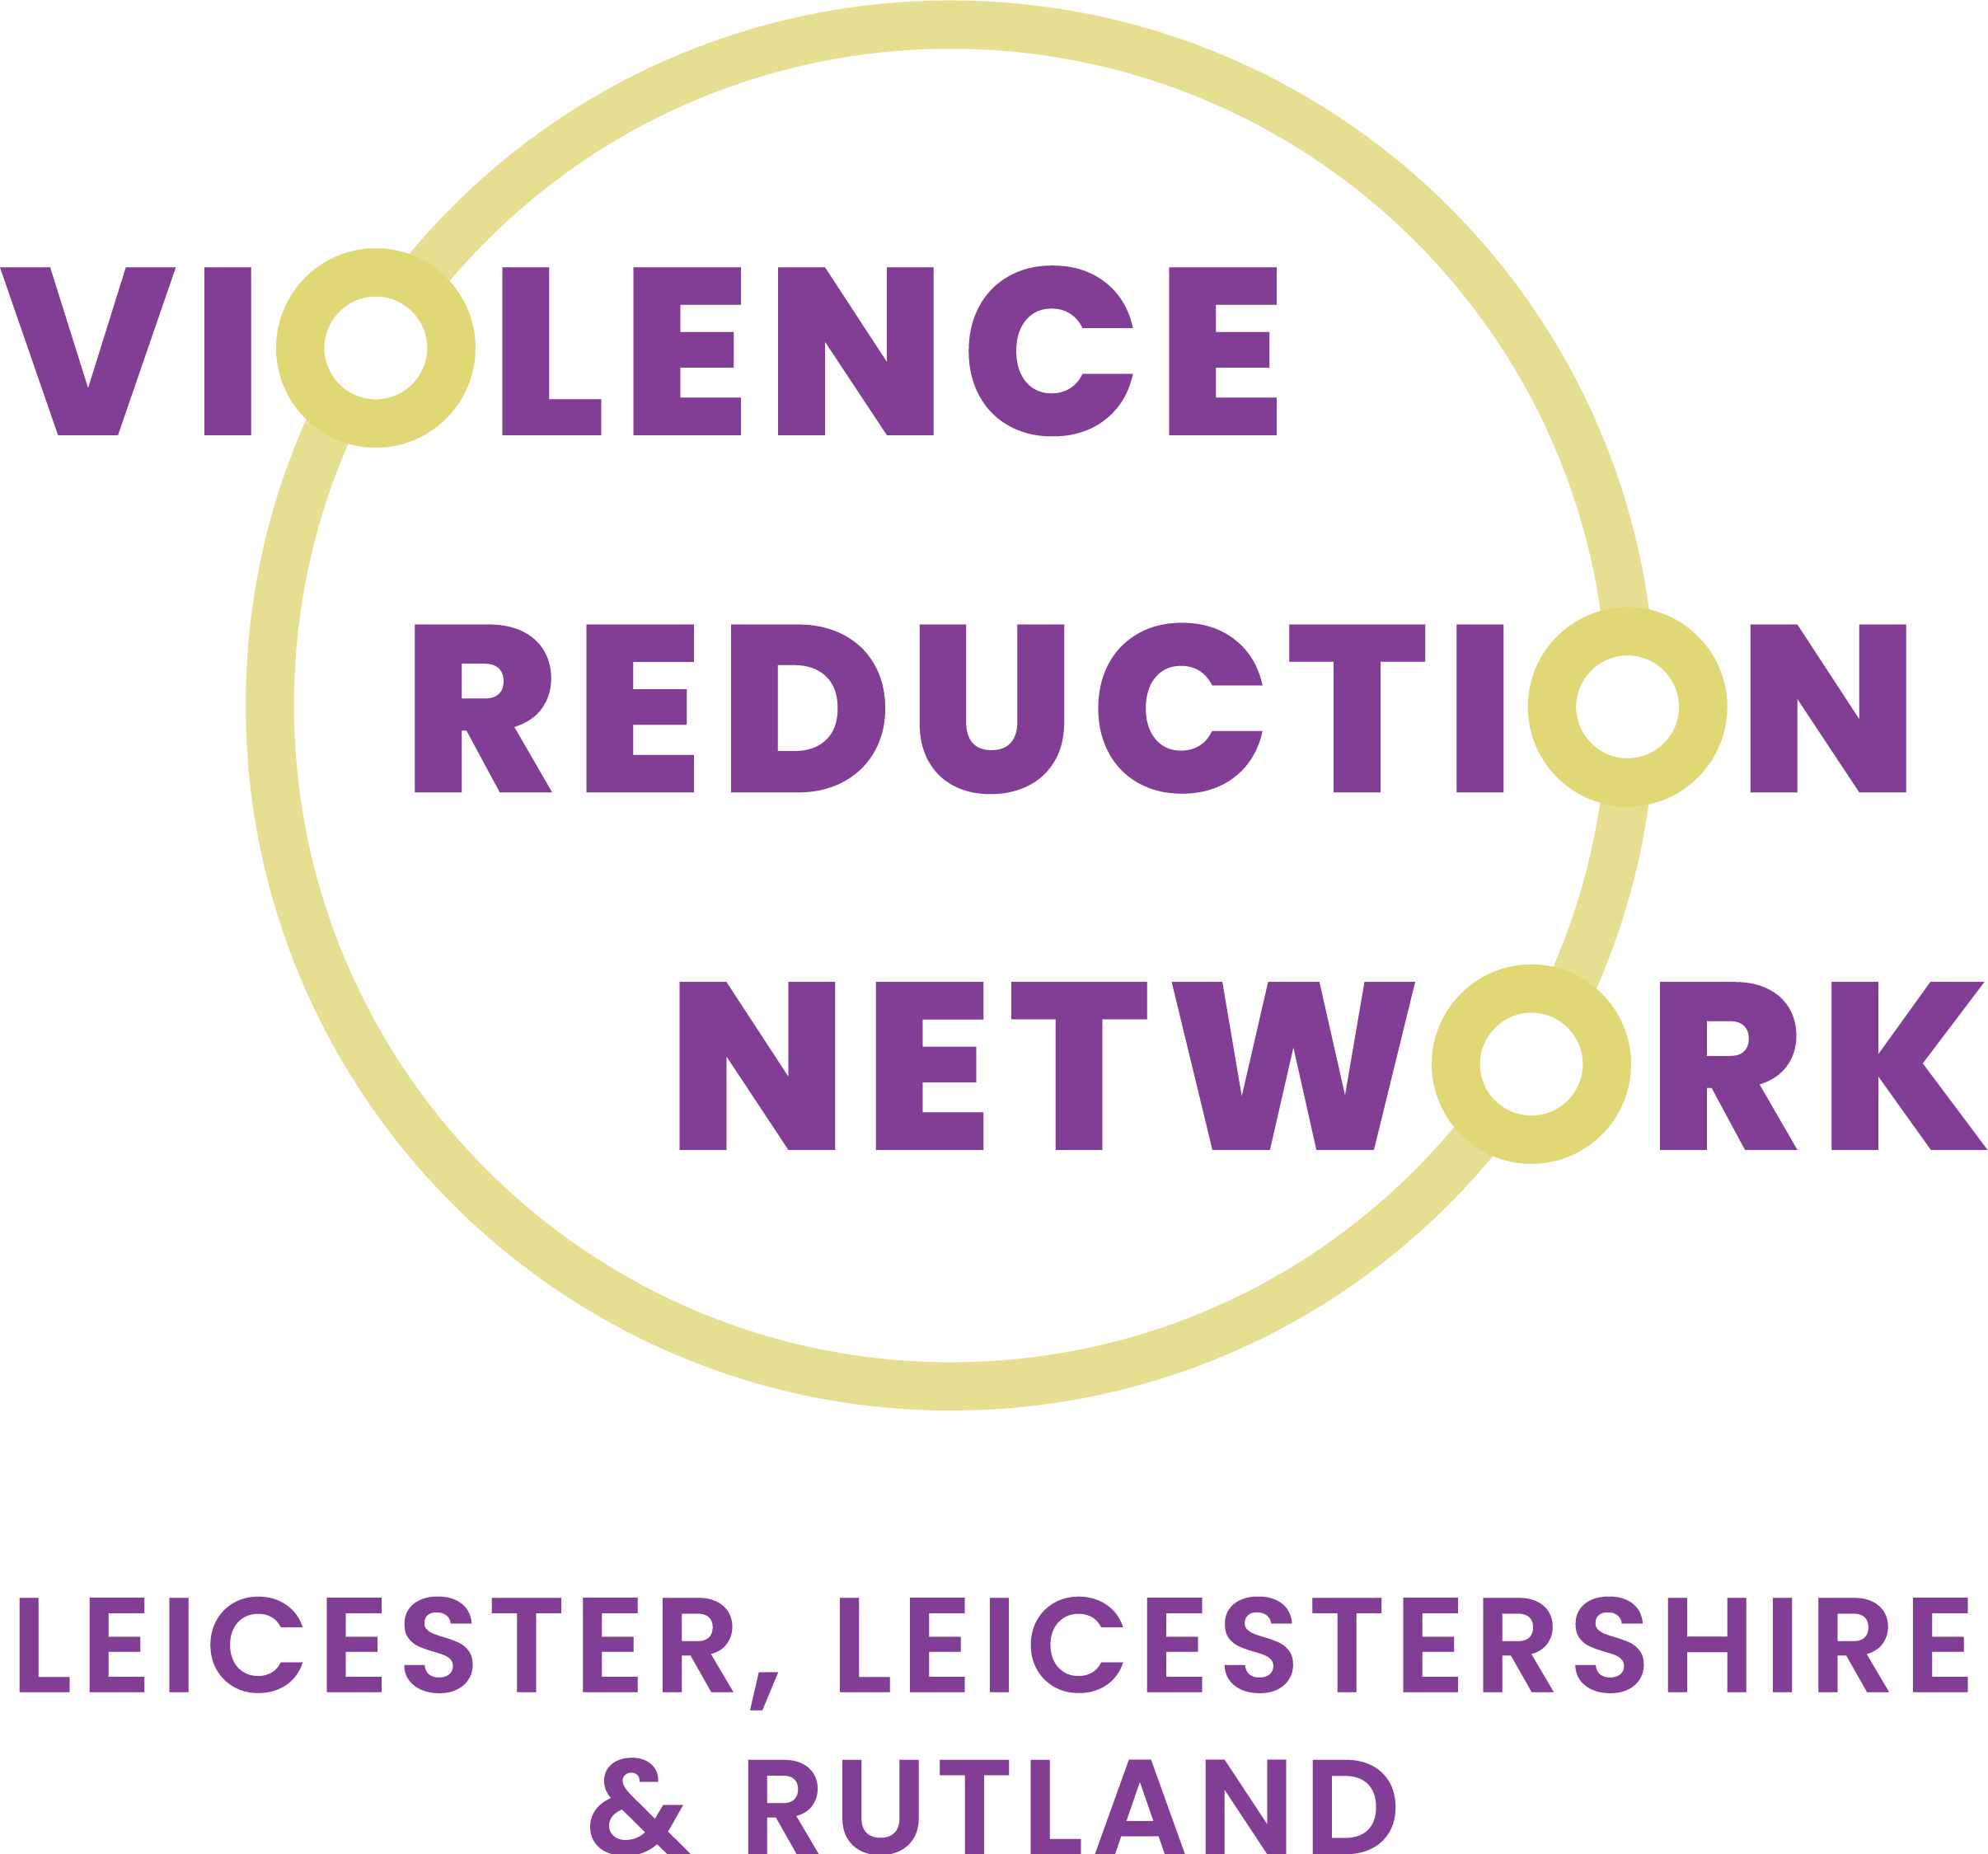 VIOLENCE
REDUCTION
NETWORK
LEICESTER, LEICESTERSHIRE
& RUTLAND